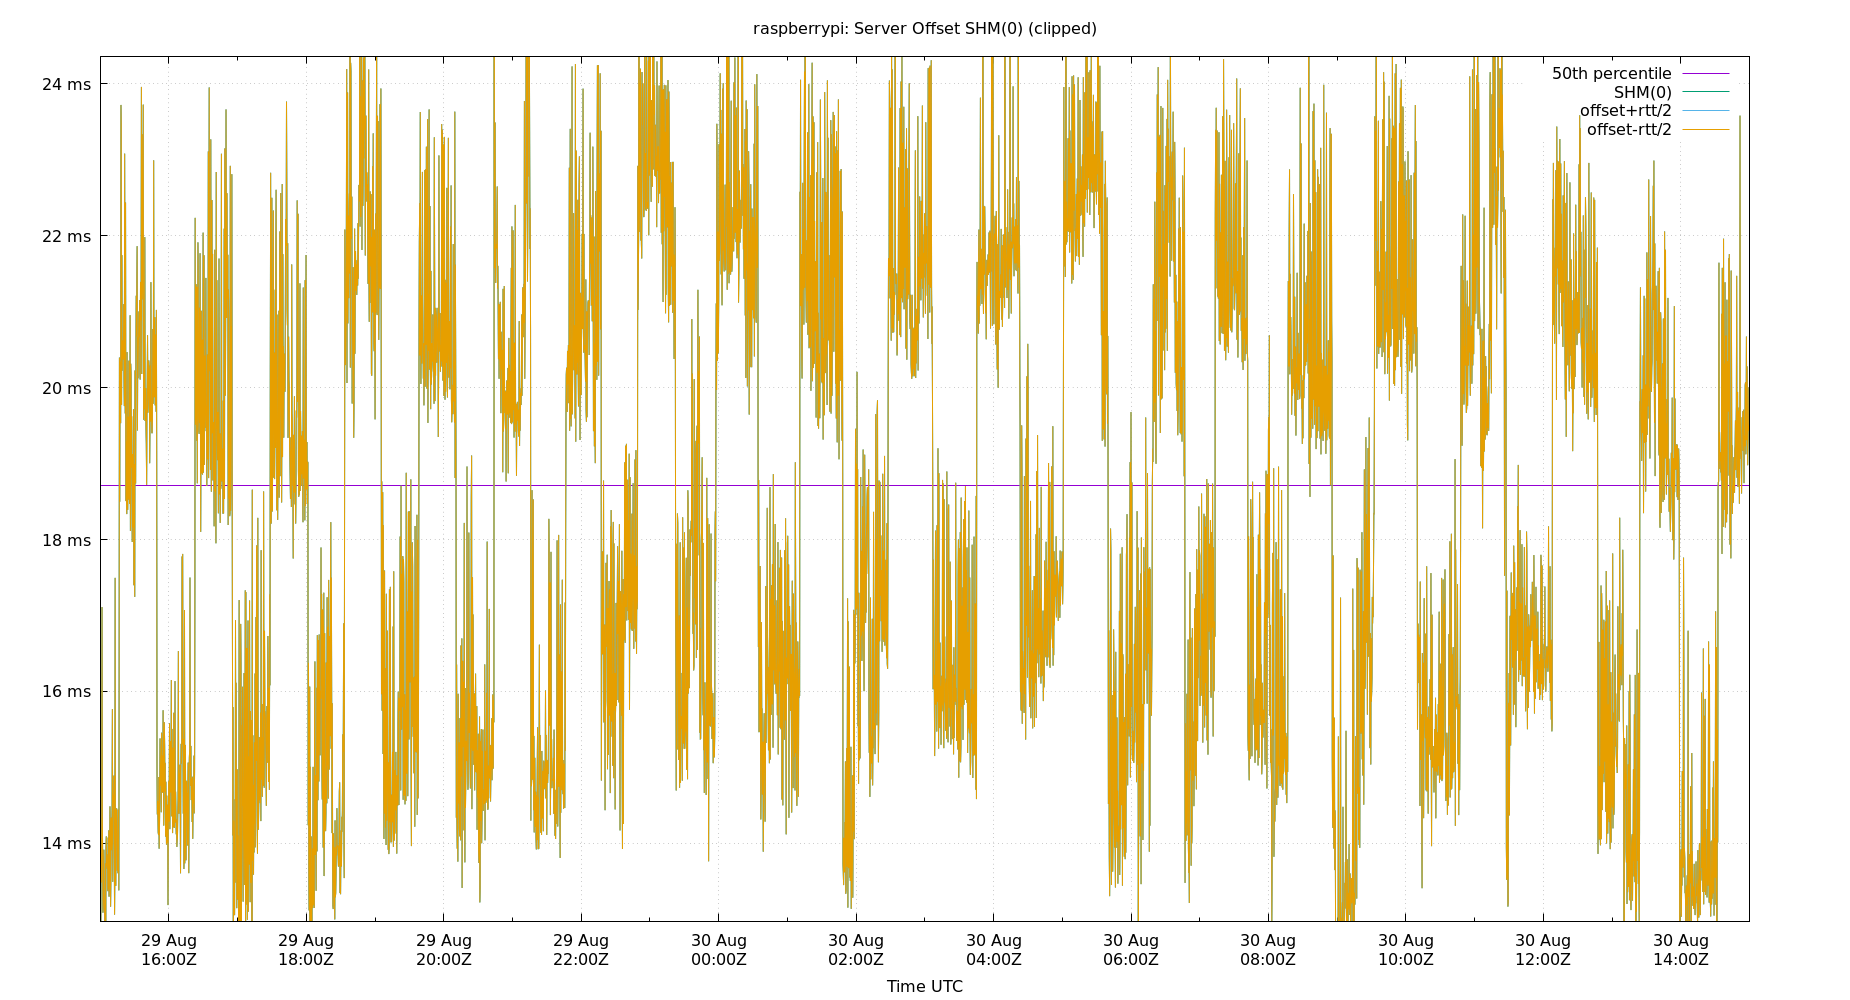 raspberrypi: Server Offset SHM(0) (clipped)
50th percentile
SHM(0)
offset+rtt/2
offset-rtt/2
24 ms
22 ms
20 ms
18 ms
16 ms
14 ms
29 Aug 29 Aug 29 Aug 29 Aug 30 Aug 30 Aug 30 Aug 30 Aug 30 Aug 30 Aug 30 Aug 30 Aug
16:00Z 18:00Z 20:00Z 22:00Z 00:00Z 02:00Z 04:00Z 06:00Z 08:00Z 10:00Z 12:00Z 14:00Z
Time UTC